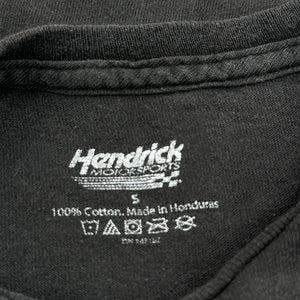 Hendrick
MOTORSPORTS
S
100% Cotton. Made in Honduras